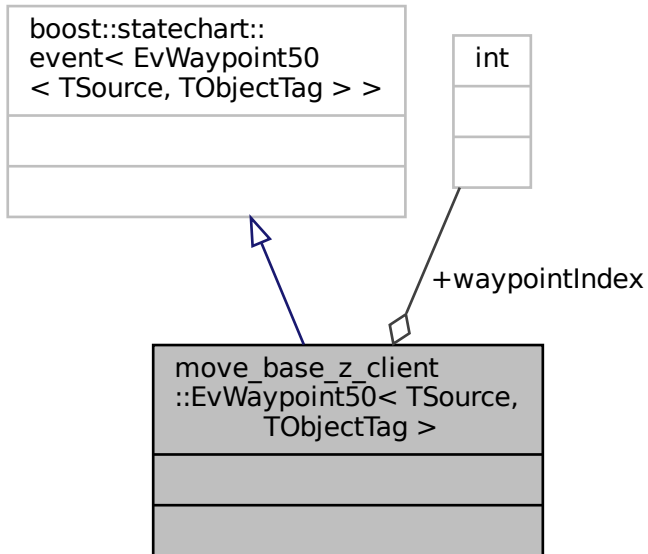 boost::statechart::
event< EvWaypoint50
< TSource, TObjectTag > >
int
+waypointIndex
move_base_z_client
::EvWaypoint50< TSource,
TObjectTag >